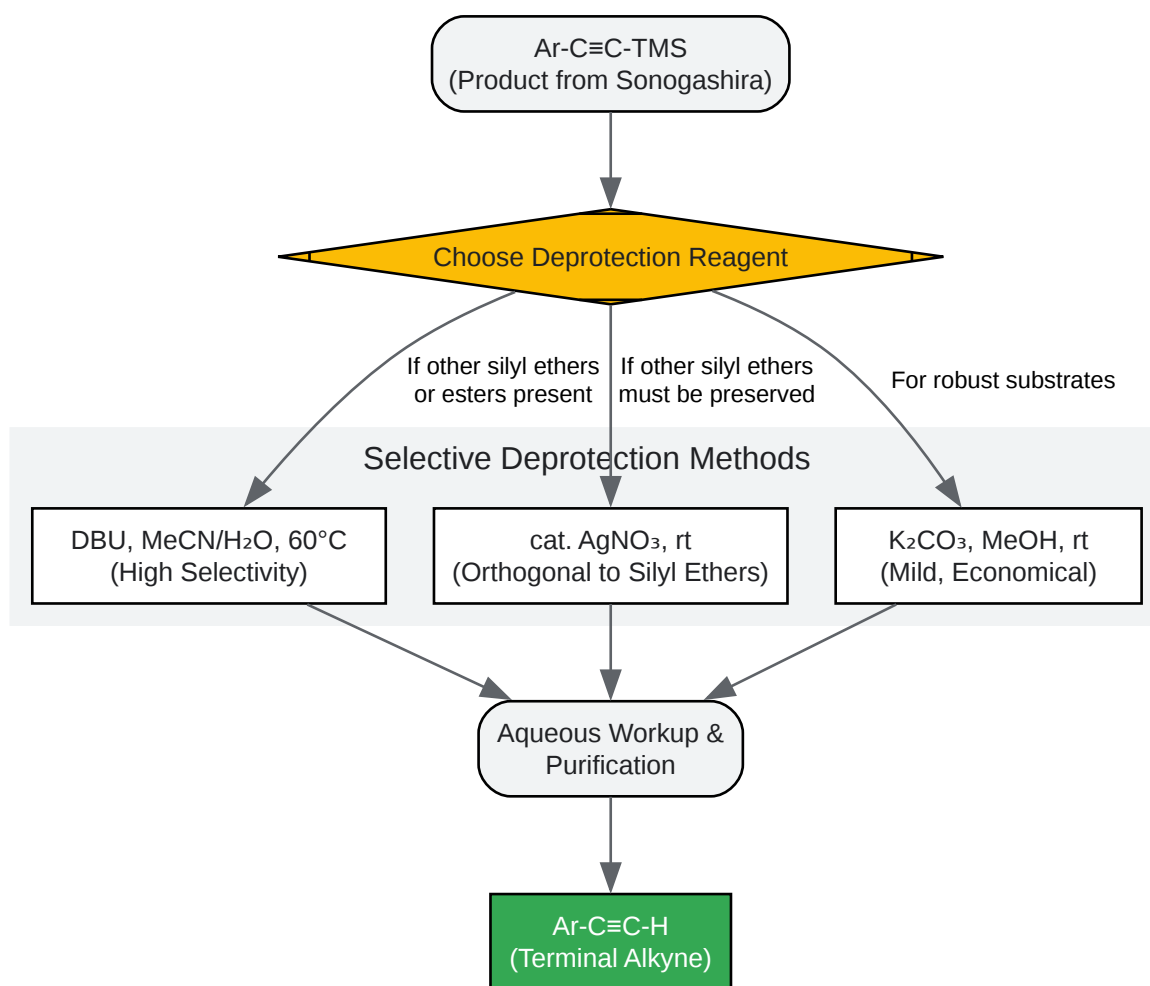 Ar-C≡C-TMS
(Product from Sonogashira)
Choose Deprotection Reagent
If other silyl ethers
or esters present
If other silyl ethers
must be preserved
For robust substrates
Selective Deprotection Methods
DBU, MeCN/H₂O, 60°C
(High Selectivity)
cat. AgNO₃, rt
(Orthogonal to Silyl Ethers)
K₂CO₃, MeOH, rt
(Mild, Economical)
Aqueous Workup &
Purification
Ar-C≡C-H
(Terminal Alkyne)